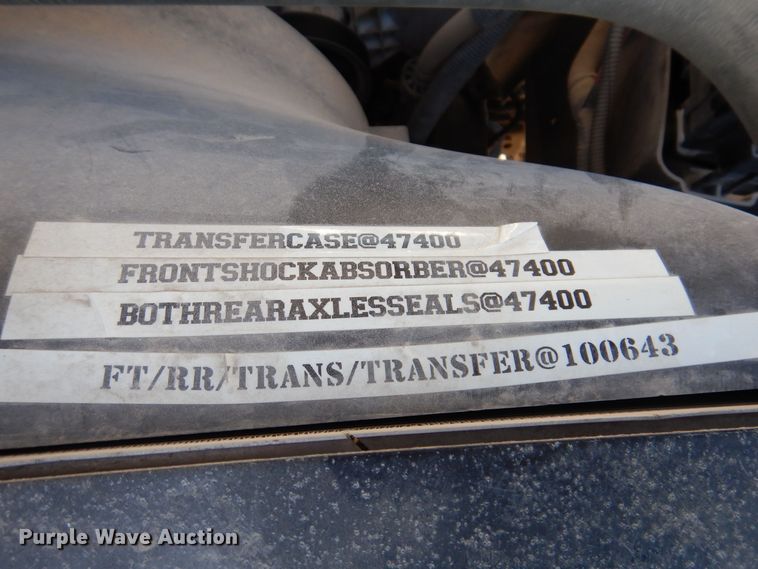 TRANSFERCASE@47400
FRONTSHOCKABSORBER@47400
BOTHREARAXLESSEALS@47400
FT/RR/TRANS/TRANSFER@100643
Purple Wave Auction